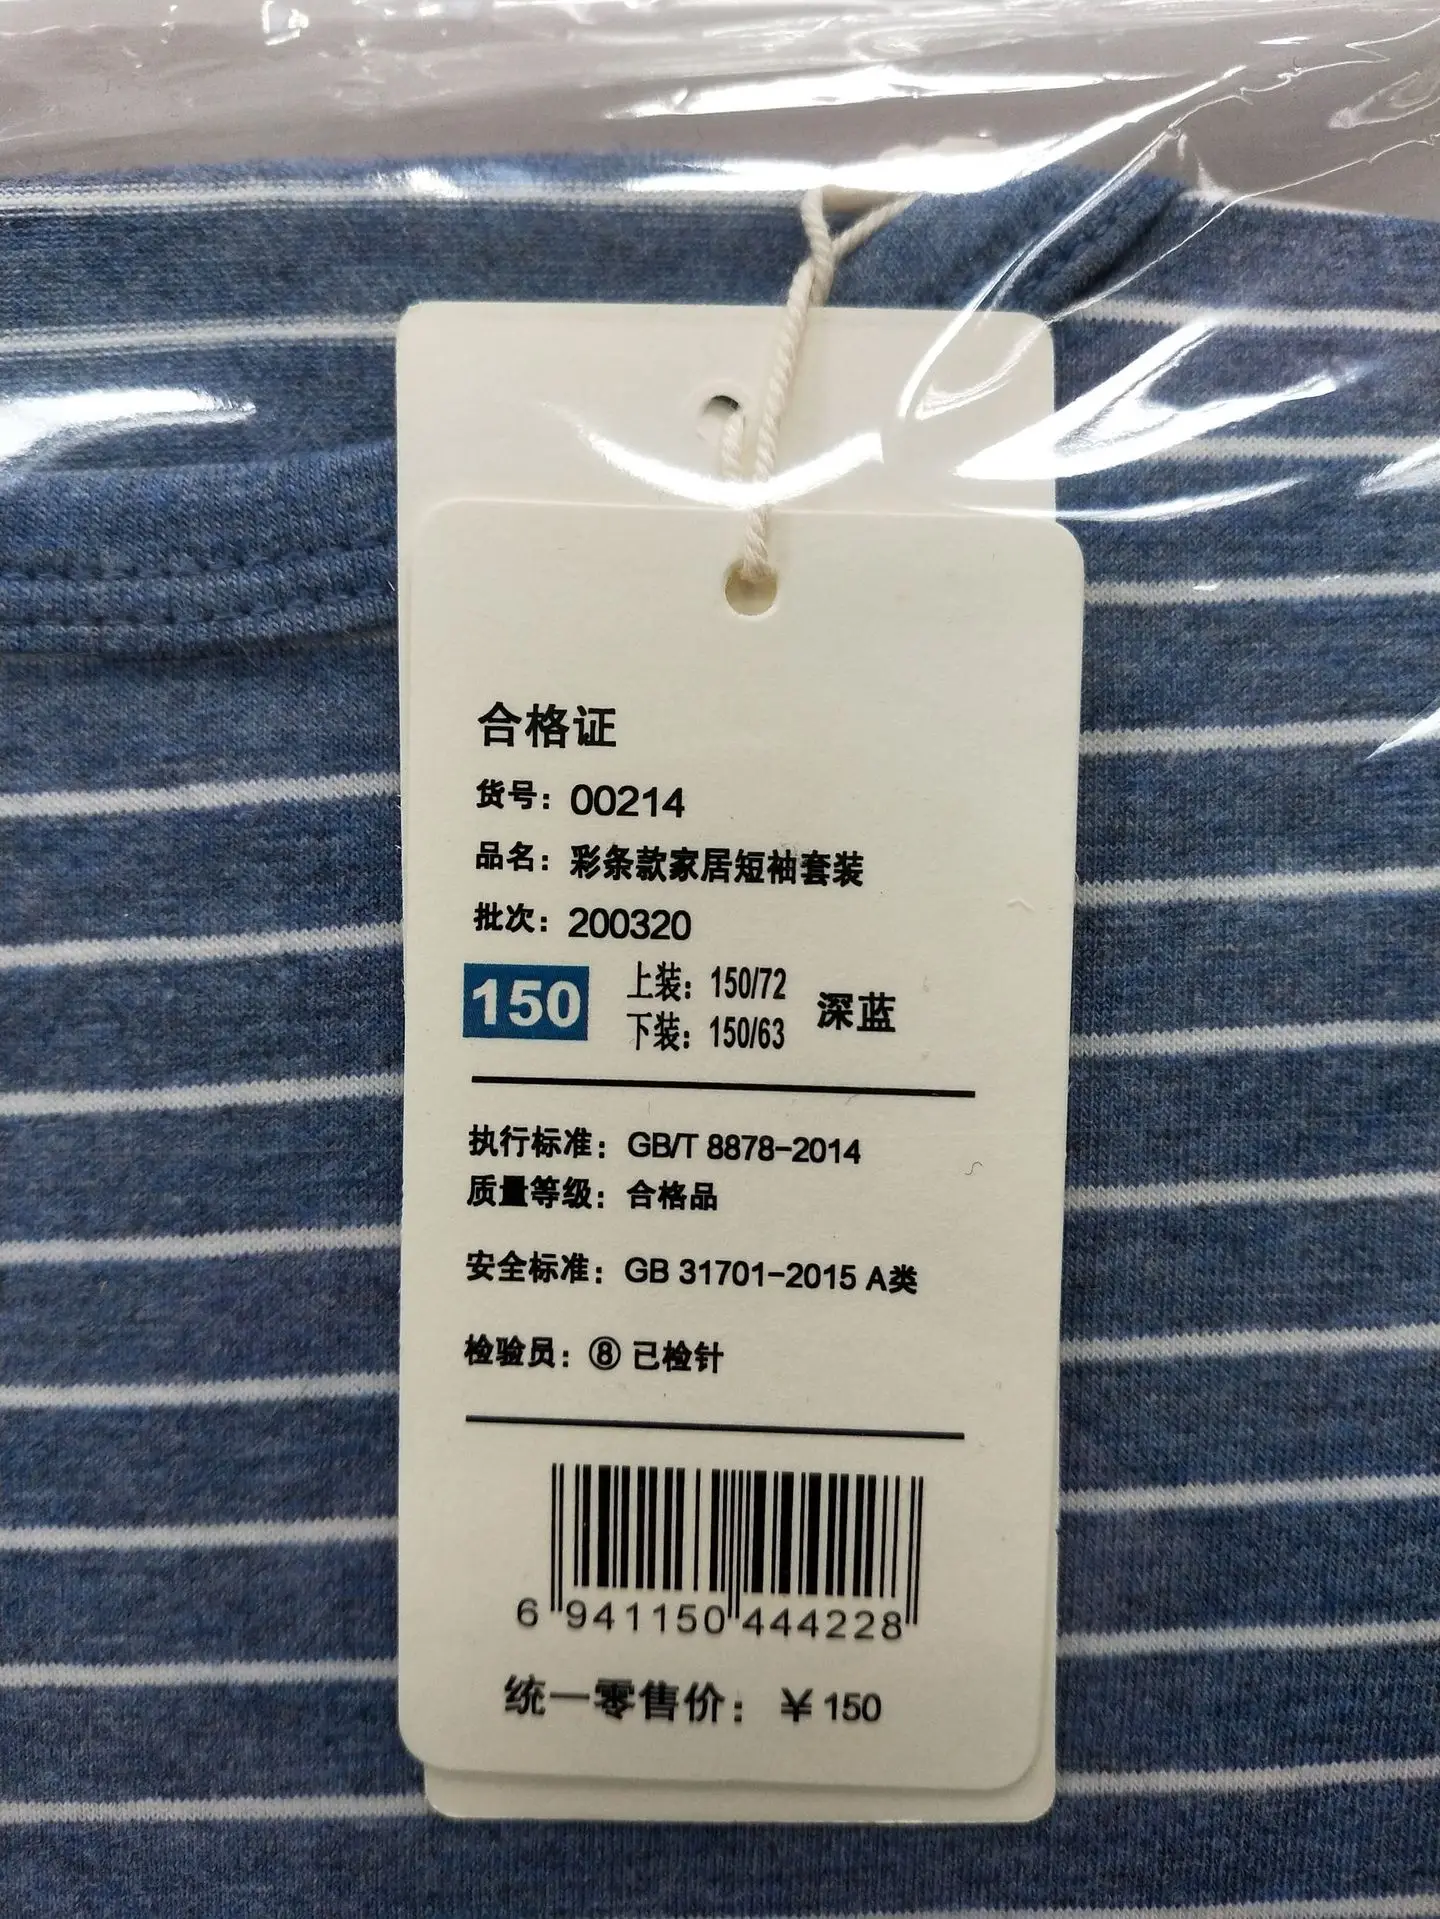 合格证
货号：00214
品名：彩条款家居短袖套装
批次：200320
150 上装：150/72 深蓝
下装：150/63
执行标准：GB/T 8878-2014
质量等级：合格品
安全标准：GB 31701-2015 A类
检验员：⑧ 已检针
6 941150 444228
统一零售价：￥150